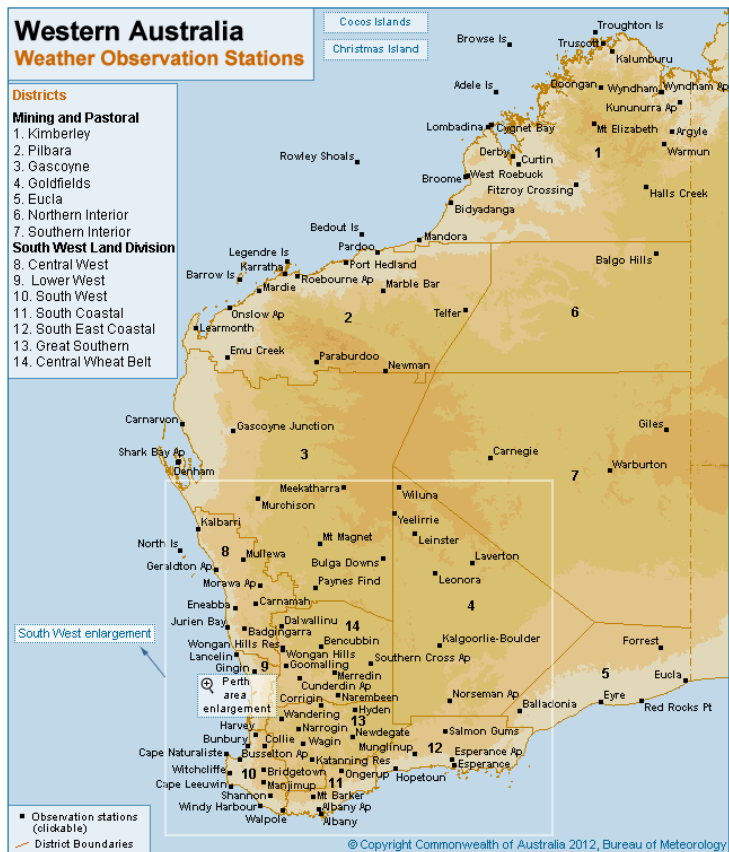 Western Australia
Weather Observation Stations
Districts
Mining and Pastoral
1. Kimberley
2. Pilbara
3. Gascoyne
4. Goldfields
5. Eucla
6. Northern Interior
7. Southern Interior
South West Land Division
8. Central West
9. Lower West
10. South West
11. South Coastal
12. South East Coastal
13. Great Southern
14. Central Wheat Belt
Cocos Islands
Christmas Island
Troughton Is
Browse Is
Truscott
Kalumburu
Adele Is
Doongan
Wyndham
Wyndham Ap
Kununurra Ap
Lombadina
Cygnet Bay
Mt Elizabeth
Argyle
Rowley Shoals
Derby
Curtin
1
Warmun
Broome
West Roebuck
Fitzroy Crossing
Halls Creek
Bidyadanga
Bedout Is
Mandora
Pardoo
Legendre Is
Karratha
Port Hedland
Balgo Hills
Barrow Is
Roebourne Ap
Mardie
Marble Bar
Onslow Ap
2
Telfer
6
Learmonth
Emu Creek
Paraburdoo
Newman
Carnarvon
Gascoyne Junction
Giles
Shark Bay Ap
3
Carnegie
Denham
Warburton
7
Meekatharra
Wiluna
Murchison
Yeelirrie
Kalbarri
Mt Magnet
Leinster
North Is
8
Mullewa
Laverton
Geraldton Ap
Bulga Downs
Leonora
Morawa Ap
Paynes Find
Eneabba
Carnamah
4
Jurien Bay
Dalwallinu
14
South West enlargement
Badgingarra
Bencubbin
Kalgoorlie-Boulder
Forrest
Wongan Hills Res
Wongan Hills
Lancelin
Goomalling
Southern Cross Ap
Gingin
9
Merredin
5
Eucla
Perth
area
enlargement
Cunderdin Ap
Narembeen
Norseman Ap
Corrigin
Hyden
Balladonia
Eyre
Red Rocks Pt
Wandering
13
Harvey
Narrogin
Newdegate
Salmon Gums
Bunbury
Collie
Wagin
Munglinup
12
Cape Naturaliste
Busselton Ap
Katanning Res
Esperance Ap
Witchcliffe
10
Bridgetown
Ongerup
Hopetoun
Esperance
Cape Leeuwin
Manjimup
11
Shannon
Mt Barker
Windy Harbour
Albany Ap
Walpole
Albany
Observation stations
(clickable)
District Boundaries
© Copyright Commonwealth of Australia 2012, Bureau of Meteorology